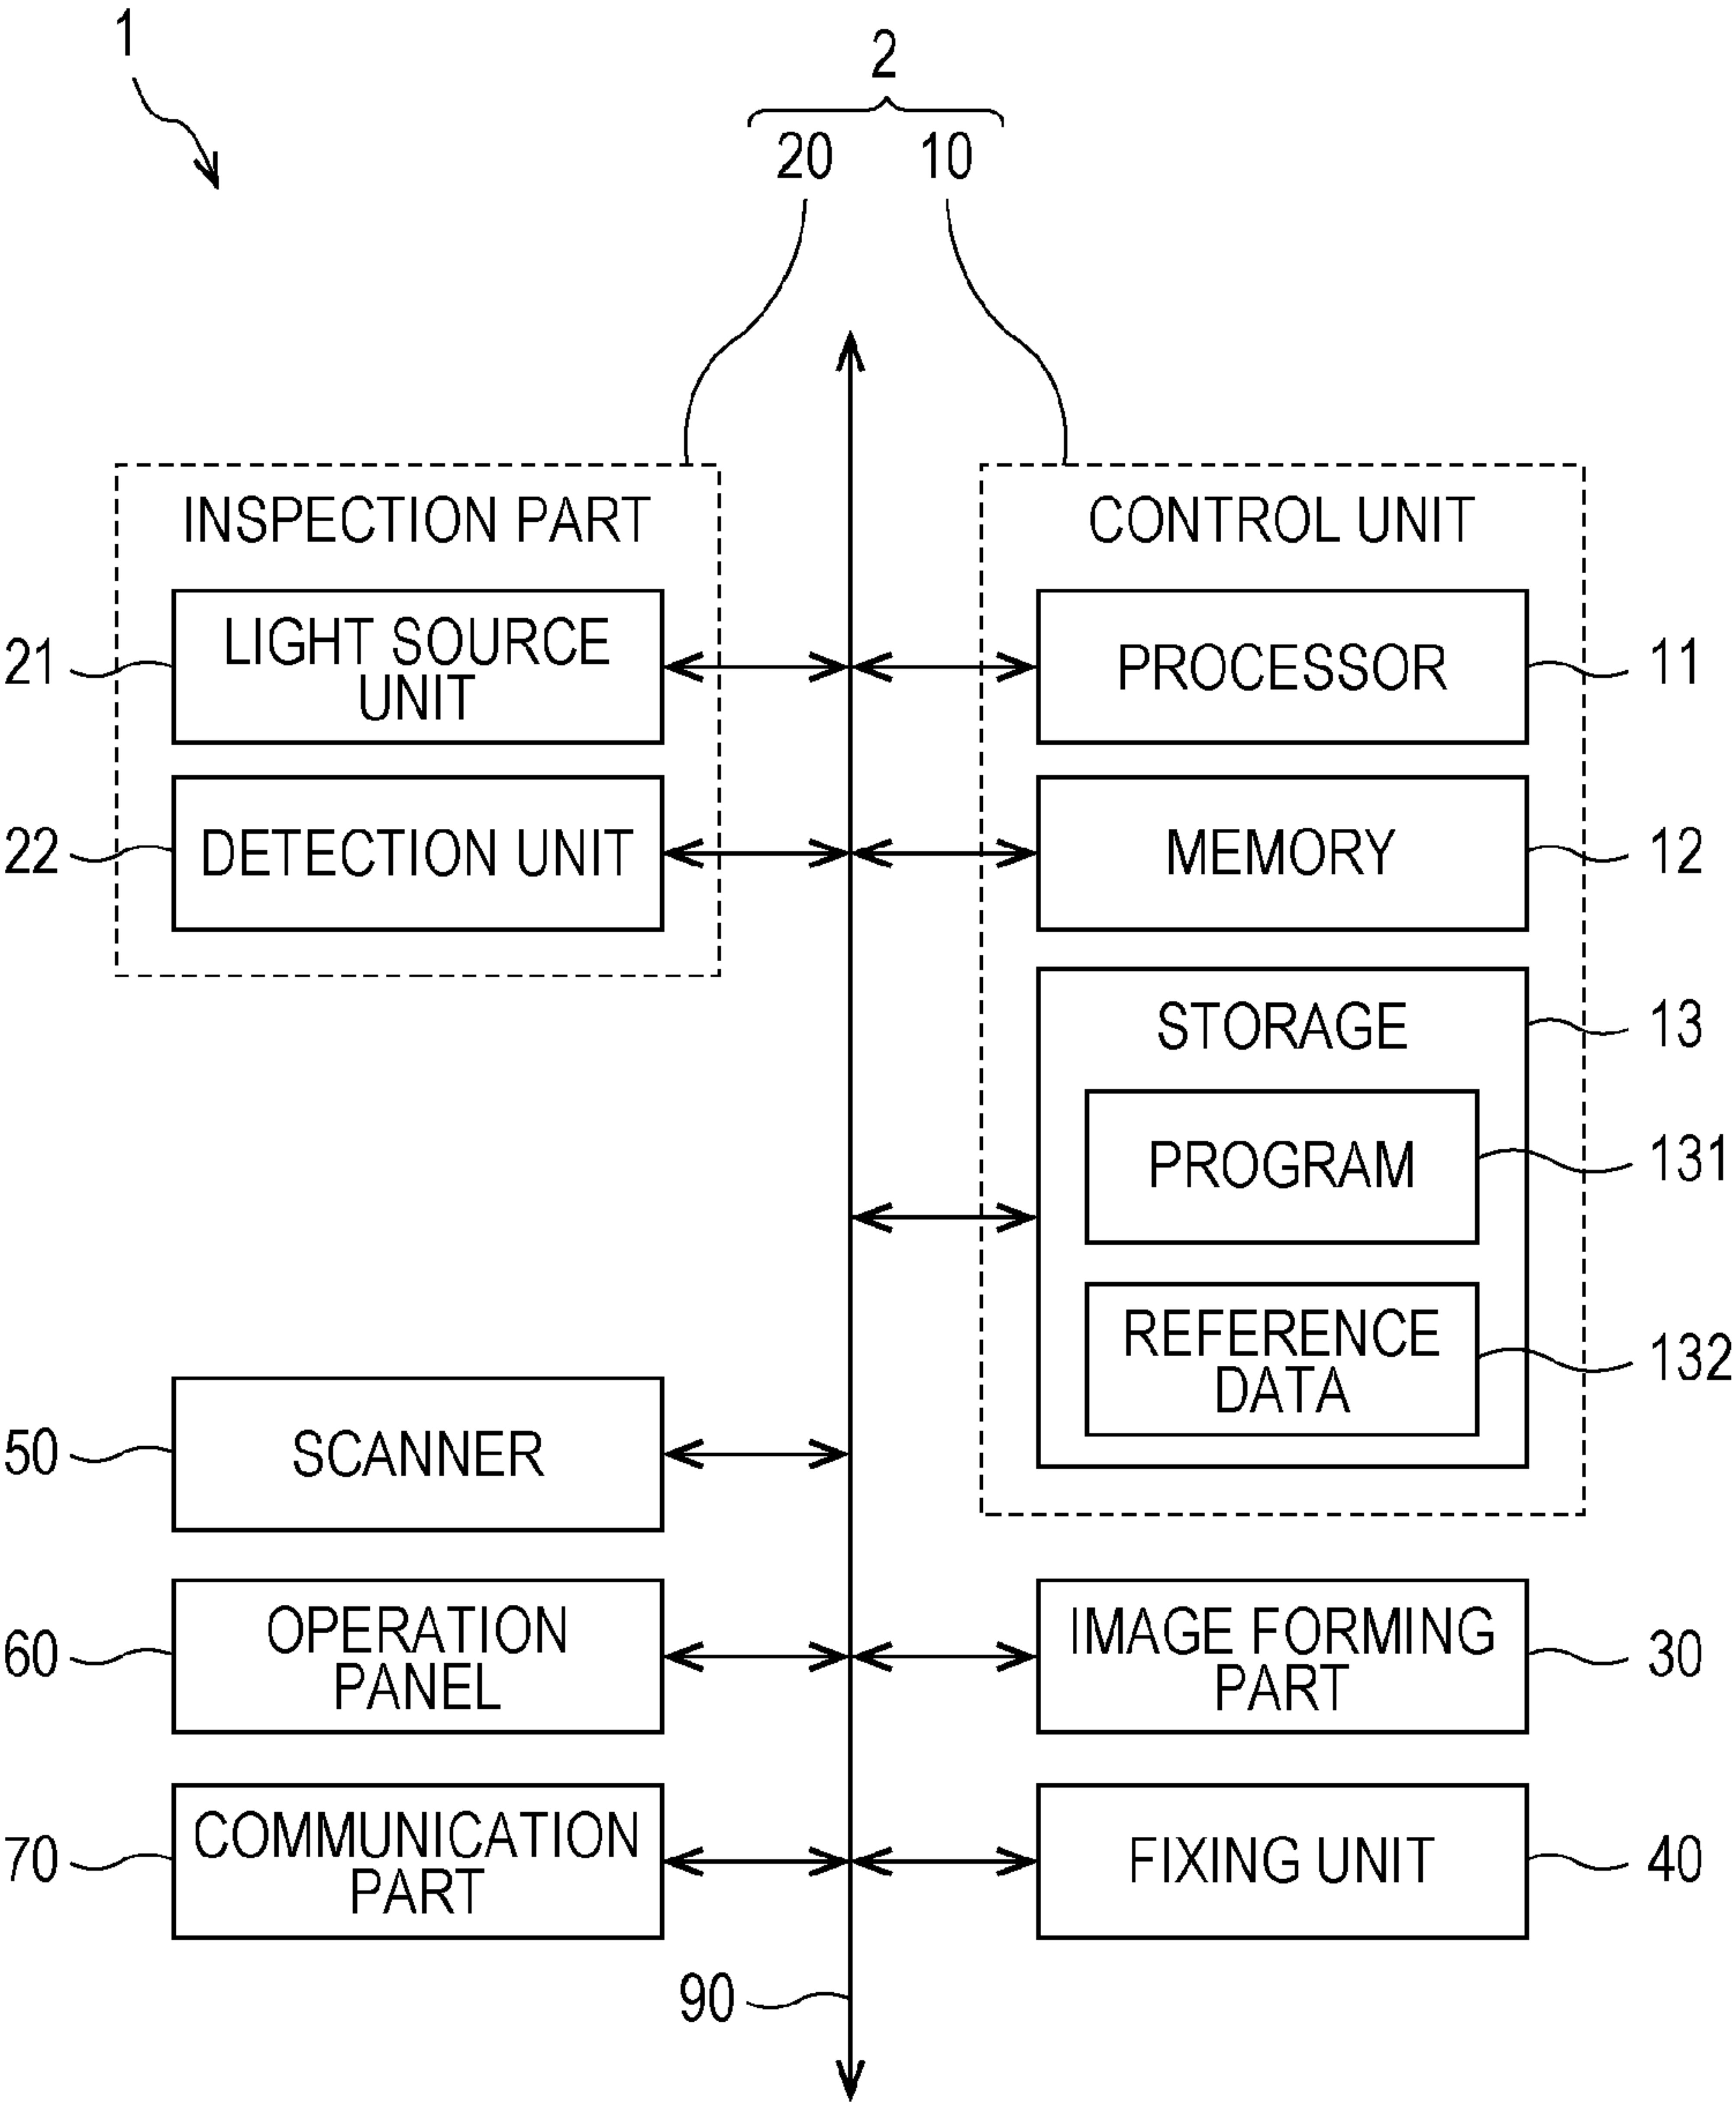 1
2
20 10
INSPECTION PART
21
LIGHT SOURCE
UNIT
22
DETECTION UNIT
CONTROL UNIT
PROCESSOR
11
MEMORY
12
STORAGE
13
PROGRAM
131
REFERENCE
DATA
132
50
SCANNER
60
OPERATION
PANEL
IMAGE FORMING
PART
30
70
COMMUNICATION
PART
FIXING UNIT
40
90